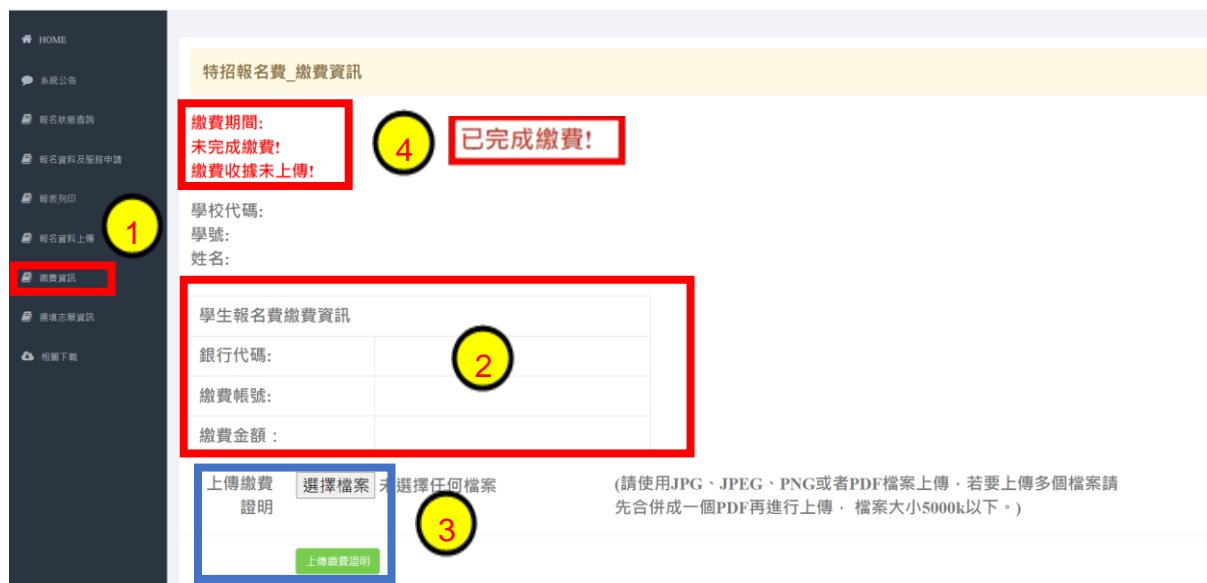 HOME
系統公告
報名狀態查詢
報名資料及服務申請
報表列印
報名資料上傳
1
繳費資訊
選填志願資訊
相關下載
特招報名費_繳費資訊
繳費期間:
未完成繳費!
繳費收據未上傳!
4
已完成繳費!
學校代碼:
學號:
姓名:
學生報名費繳費資訊
銀行代碼:
2
繳費帳號:
繳費金額：
上傳繳費
證明
選擇檔案 未選擇任何檔案
3
(請使用JPG、JPEG、PNG或者PDF檔案上傳，若要上傳多個檔案請
先合併成一個PDF再進行上傳， 檔案大小5000k以下。)
上傳繳費證明